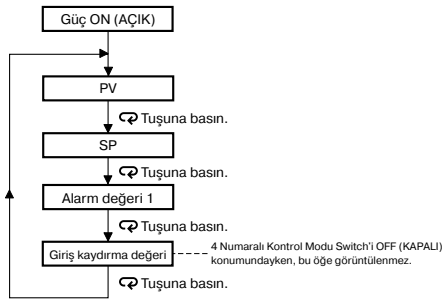 Güç ON (AÇIK)
PV
Tuşuna basın.
SP
Tuşuna basın.
Alarm değeri 1
Tuşuna basın.
Giriş kaydırma değeri
4 Numaralı Kontrol Modu Switch'i OFF (KAPALI)
konumundayken, bu öğe görüntülenmez.
Tuşuna basın.